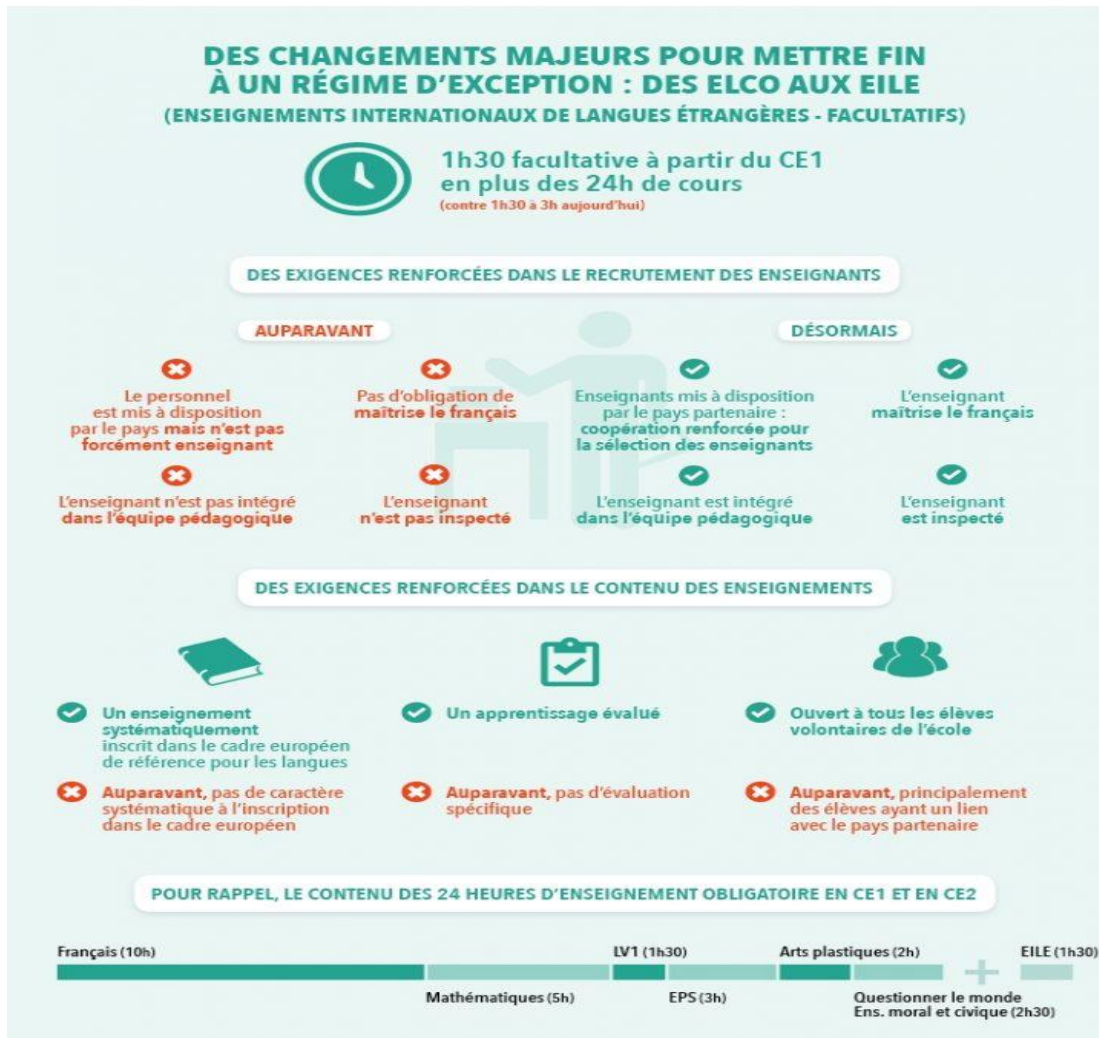 DES CHANGEMENTS MAJEURS POUR METTRE FIN
À UN RÉGIME D'EXCEPTION : DES ELCO AUX EILE
(ENSEIGNEMENTS INTERNATIONAUX DE LANGUES ÉTRANGÈRES - FACULTATIFS)
1h30 facultative à partir du CE1
en plus des 24h de cours
(contre 1h30 à 3h aujourd'hui)
DES EXIGENCES RENFORCÉES DANS LE RECRUTEMENT DES ENSEIGNANTS
AUPARAVANT
Le personnel
est mis à disposition
par le pays mais n'est pas
forcément enseignant
Pas d'obligation de
maîtrise le français
L'enseignant n'est pas intégré
dans l'équipe pédagogique
L'enseignant
n'est pas inspecté
DÉSORMAIS
Enseignants mis à disposition
par le pays partenaire :
coopération renforcée pour
la sélection des enseignants
L'enseignant
maîtrise le français
L'enseignant est intégré
dans l'équipe pédagogique
L'enseignant
est inspecté
DES EXIGENCES RENFORCÉES DANS LE CONTENU DES ENSEIGNEMENTS
Un enseignement
systématiquement
inscrit dans le cadre européen
de référence pour les langues
Auparavant, pas de caractère
systématique à l'inscription
dans le cadre européen
Un apprentissage évalué
Auparavant, pas d'évaluation
spécifique
Ouvert à tous les élèves
volontaires de l'école
Auparavant, principalement
des élèves ayant un lien
avec le pays partenaire
POUR RAPPEL, LE CONTENU DES 24 HEURES D'ENSEIGNEMENT OBLIGATOIRE EN CE1 ET EN CE2
Français (10h)
Mathématiques (5h)
LV1 (1h30)
EPS (3h)
Arts plastiques (2h)
Questionner le monde
Ens. moral et civique (2h30)
+
EILE (1h30)